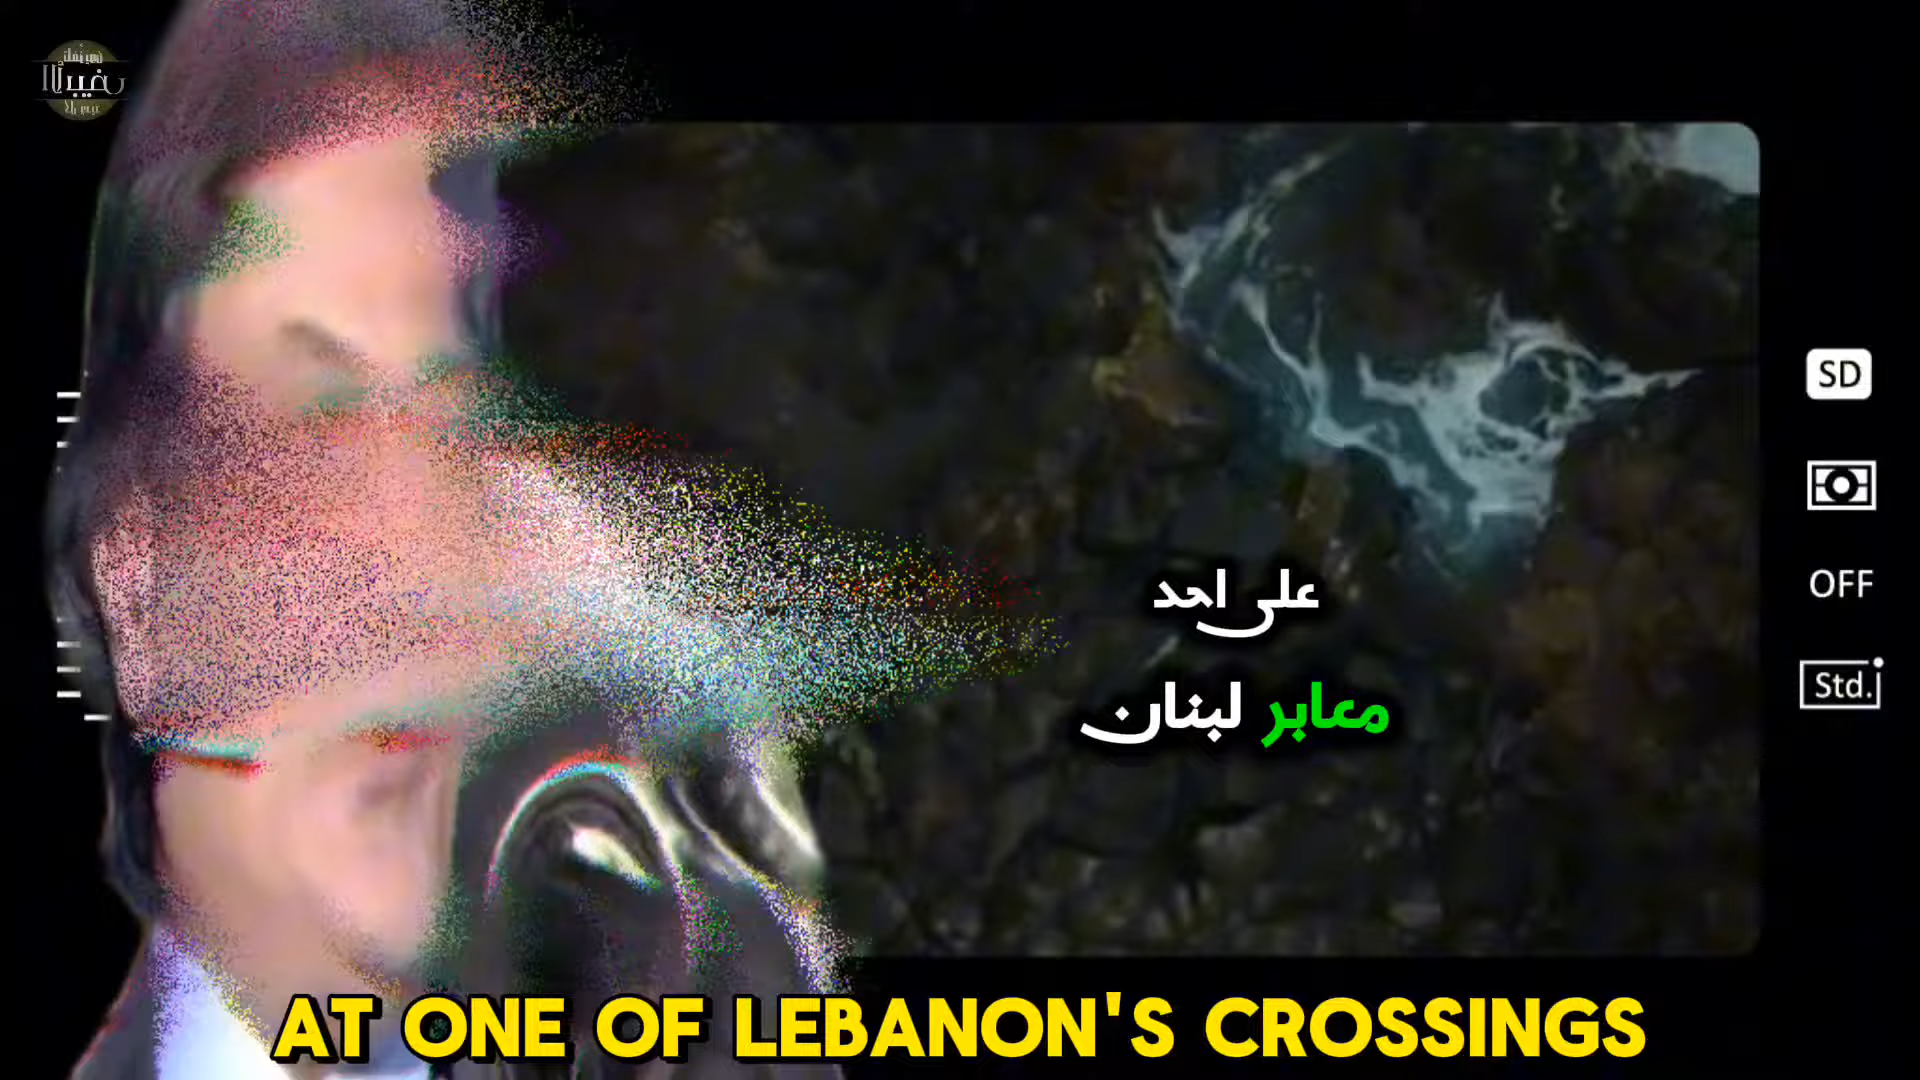 على احد
معابر لبنان
SD
OFF
Std.
AT ONE OF LEBANON'S CROSSINGS